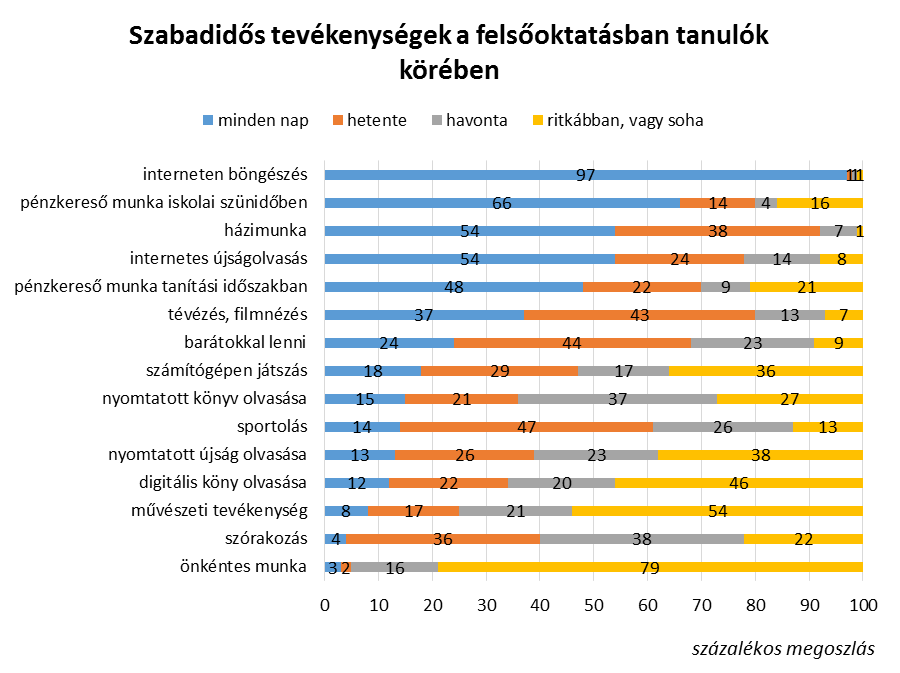 Szabadidős tevékenységek a felsőoktatásban tanulók
körében
minden nap hetente havonta ritkábban, vagy soha
interneten böngészés 97 1 1 1
pénzkereső munka iskolai szünidőben 66 14 4 16
házimunka 54 38 7 1
internetes újságolvasás 54 24 14 8
pénzkereső munka tanítási időszakban 48 22 9 21
tévézés, filmnézés 37 43 13 7
barátokkal lenni 24 44 23 9
számítógépen játszás 18 29 17 36
nyomtatott könyv olvasása 15 21 37 27
sportolás 14 47 26 13
nyomtatott újság olvasása 13 26 23 38
digitális köny olvasása 12 22 20 46
művészeti tevékenység 8 17 21 54
szórakozás 4 36 38 22
önkéntes munka 3 2 16 79
0 10 20 30 40 50 60 70 80 90 100
százalékos megoszlás